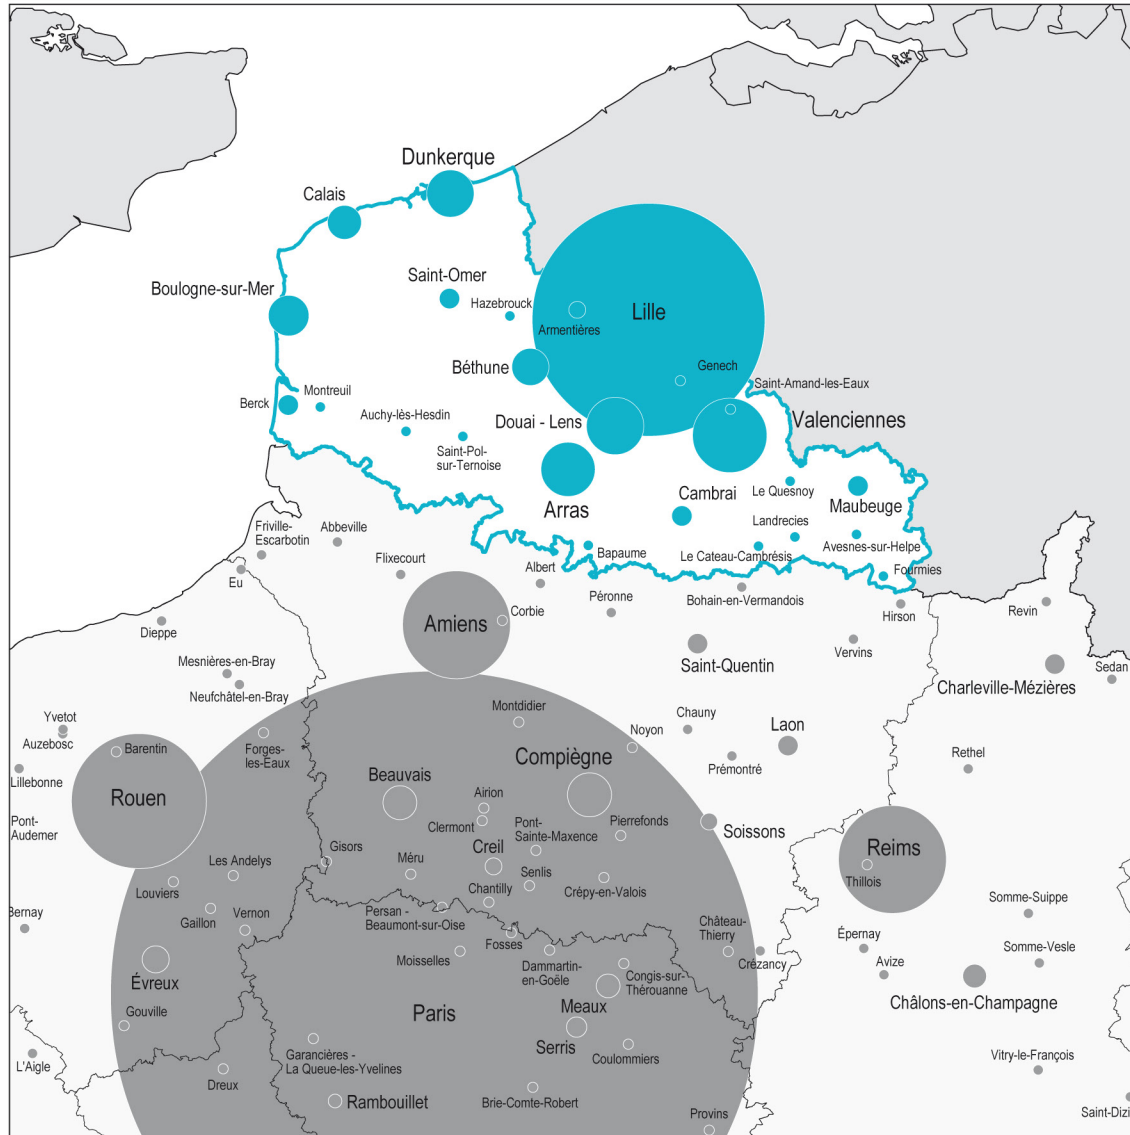 Dunkerque
Calais
Boulogne-sur-Mer
Saint-Omer
Hazebrouck
Lille
Armentières
Béthune
Genech
Saint-Amand-les-Eaux
Berck
Montreuil
Auchy-lès-Hesdin
Douai - Lens
Valenciennes
Saint-Pol-
sur-Ternoise
Arras
Cambrai
Le Quesnoy
Maubeuge
Landrecies
Friville-
Escarbotin
Abbeville
Flixecourt
Bapaume
Le Cateau-Cambrésis
Avesnes-sur-Helpe
Fourmies
Eu
Albert
Péronne
Bohain-en-Vermandois
Hirson
Revin
Dieppe
Amiens
Corbie
Saint-Quentin
Vervins
Mesnières-en-Bray
Neufchâtel-en-Bray
Charleville-Mézières
Sedan
Yvetot
Auzebosc
Barentin
Forges-
les-Eaux
Montdidier
Noyon
Chauny
Laon
Prémontré
Rethel
Lillebonne
Rouen
Beauvais
Compiègne
Airion
Clermont
Pont-
Sainte-Maxence
Pierrefonds
Soissons
Pont-
Audemer
Gisors
Creil
Reims
Thillois
Les Andelys
Louviers
Méru
Chantilly
Senlis
Crépy-en-Valois
Somme-Suippe
Bernay
Gaillon
Vernon
Persan -
Beaumont-sur-Oise
Fosses
Château-
Thierry
Crézancy
Épernay
Avize
Somme-Vesle
Moisselles
Dammartin-
en-Goële
Congis-sur-
Thérouanne
Évreux
Gouville
Paris
Meaux
Serris
Châlons-en-Champagne
Coulommiers
L'Aigle
Dreux
Garancières -
La Queue-les-Yvelines
Vitry-le-François
Rambouillet
Brie-Comte-Robert
Provins
Saint-Dizi